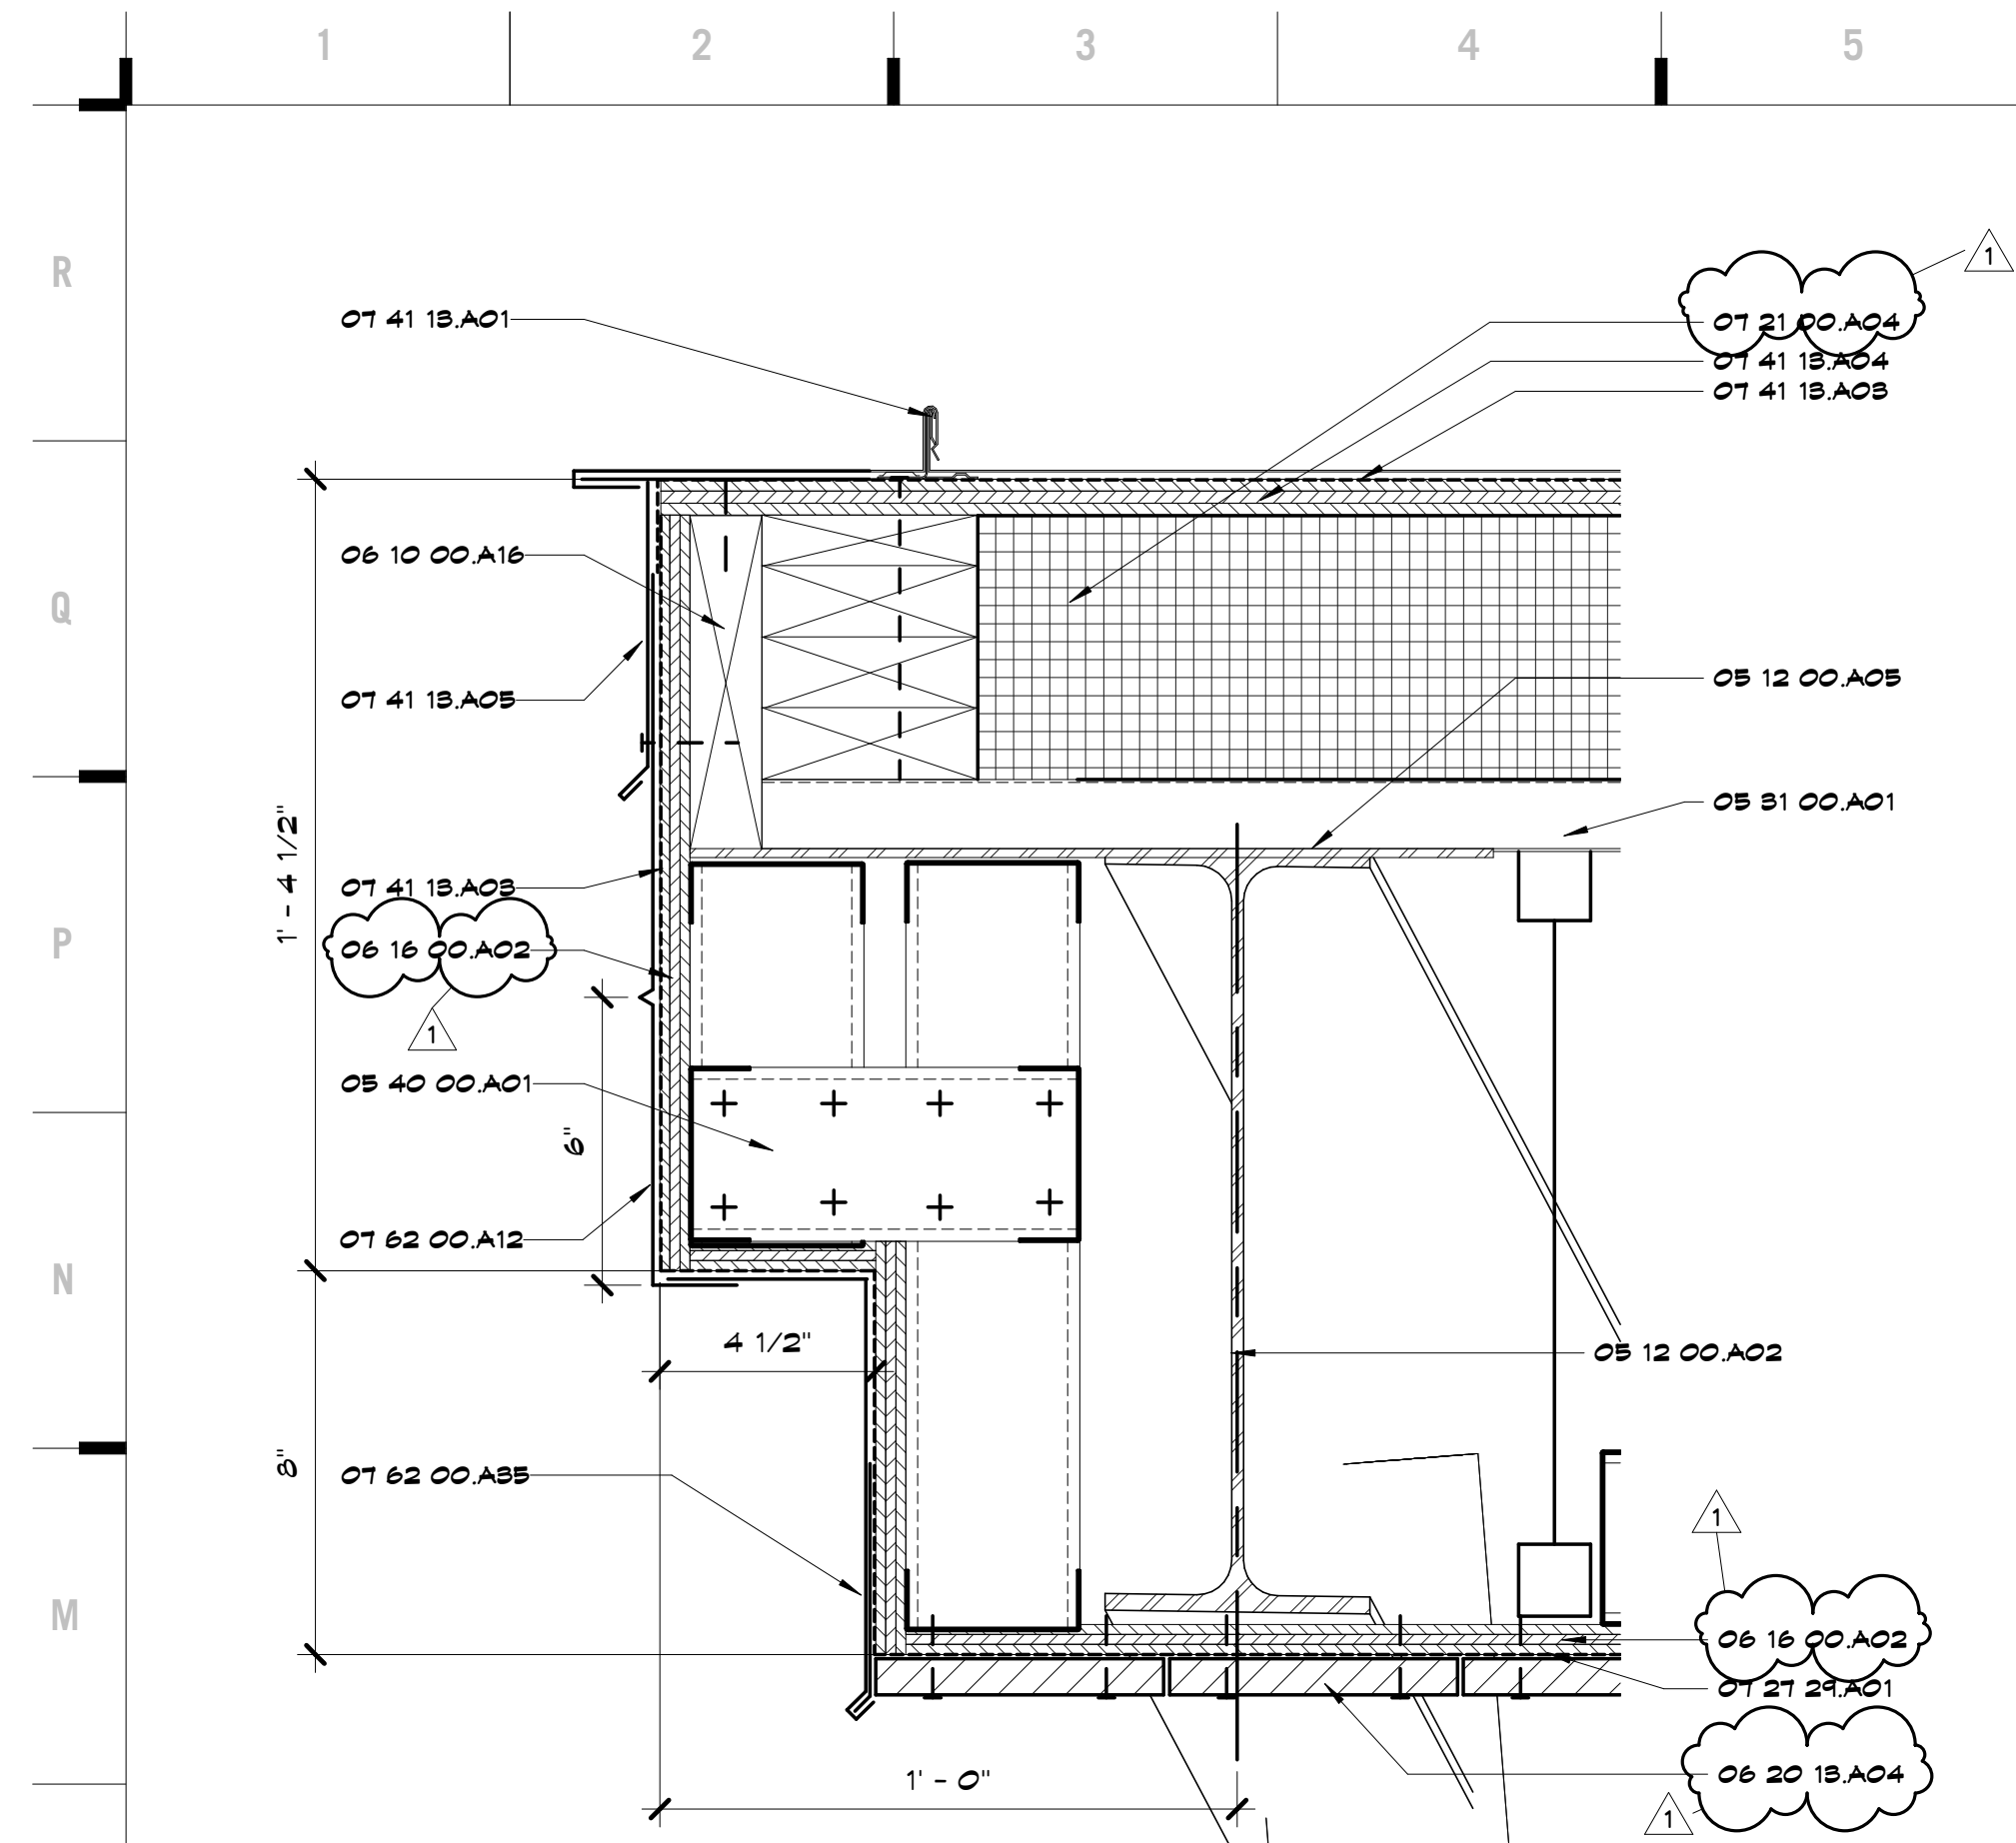 1 2 3 4 5
R
1
07 41 13.A01
07 21 00.A04
07 41 13.A04
07 41 13.A03
06 10 00.A16
Q
07 41 13.A05
05 12 00.A05
05 31 00.A01
1' - 4 1/2"
07 41 13.A03
P
06 16 00.A02
1
05 40 00.A01
6"
07 62 00.A12
N
4 1/2"
05 12 00.A02
8"
07 62 00.A35
1
M
06 16 00.A02
07 27 29.A01
06 20 13.A04
1' - 0"
1